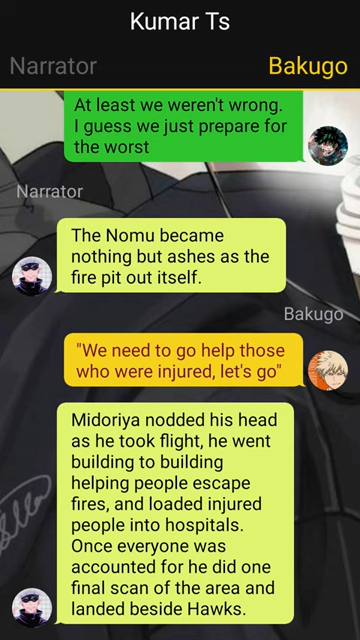 Kumar Ts
Narrator
Bakugo
At least we weren't wrong.
I guess we just prepare for
the worst
Narrator
The Nomu became
nothing but ashes as the
fire pit out itself.
Bakugo
"We need to go help those
who were injured, let's go"
Midoriya nodded his head
as he took flight, he went
building to building
helping people escape
fires, and loaded injured
people into hospitals.
Once everyone was
accounted for he did one
final scan of the area and
landed beside Hawks.